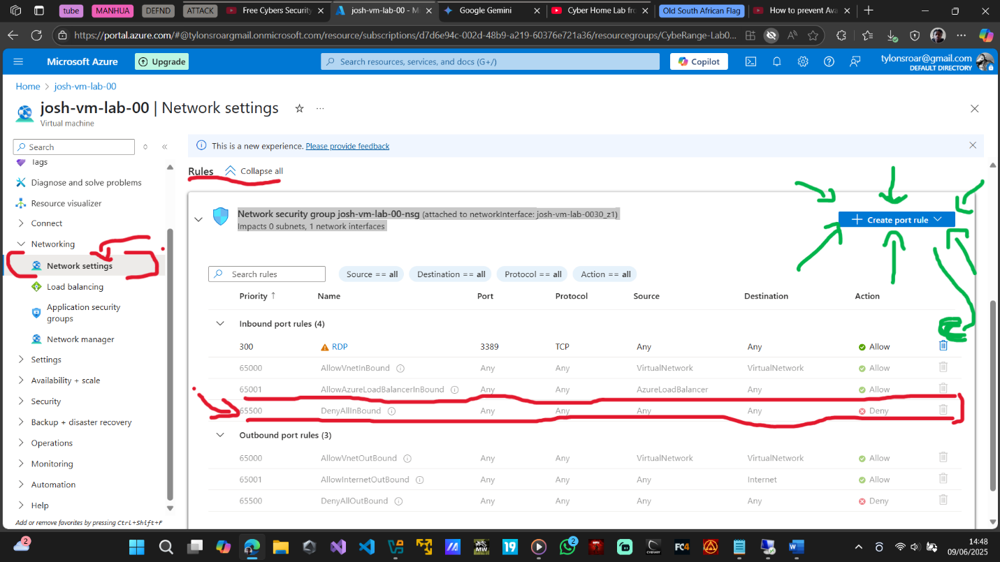 tube
MANHUA
DEFND
ATTACK
Free Cybers Security
josh-vm-lab-00 - M
Google Gemini
Cyber Home Lab fr
Old South African Flag
How to prevent Ava
https://portal.azure.com/#@tylonsroargmail.onmicrosoft.com/resource/subscriptions/d7d6e94c-002d-48b9-a219-60376e721a36/resourcegroups/CybeRange-Lab0...
Microsoft Azure
Upgrade
Search resources, services, and docs (G+/)
Copilot
tylonsroar@gmail.com
DEFAULT DIRECTORY
Home > josh-vm-lab-00
josh-vm-lab-00 | Network settings
Virtual machine
Search
Tags
Diagnose and solve problems
Resource visualizer
Connect
Networking
Network settings
Load balancing
Application security
groups
Network manager
Settings
Availability + scale
Security
Backup + disaster recovery
Operations
Monitoring
Automation
Help
Add or remove favorites by pressing Ctrl+Shift+F
This is a new experience. Please provide feedback
Rules Collapse all
Network security group josh-vm-lab-00-nsg (attached to networkInterface: josh-vm-lab-0030_z1)
Impacts 0 subnets, 1 network interfaces
+ Create port rule
Search rules
Source == all
Destination == all
Protocol == all
Action == all
Priority ↑ Name Port Protocol Source Destination Action
Inbound port rules (4)
300 RDP 3389 TCP Any Any Allow
65000 AllowVnetInBound Any Any VirtualNetwork VirtualNetwork Allow
65001 AllowAzureLoadBalancerInBound Any Any AzureLoadBalancer Any Allow
65500 DenyAllInBound Any Any Any Any Deny
Outbound port rules (3)
65000 AllowVnetOutBound Any Any VirtualNetwork VirtualNetwork Allow
65001 AllowInternetOutBound Any Any Any Internet Allow
65500 DenyAllOutBound Any Any Any Any Deny
2
MW
19
2
CYBRARY
FC4
14:48
09/06/2025